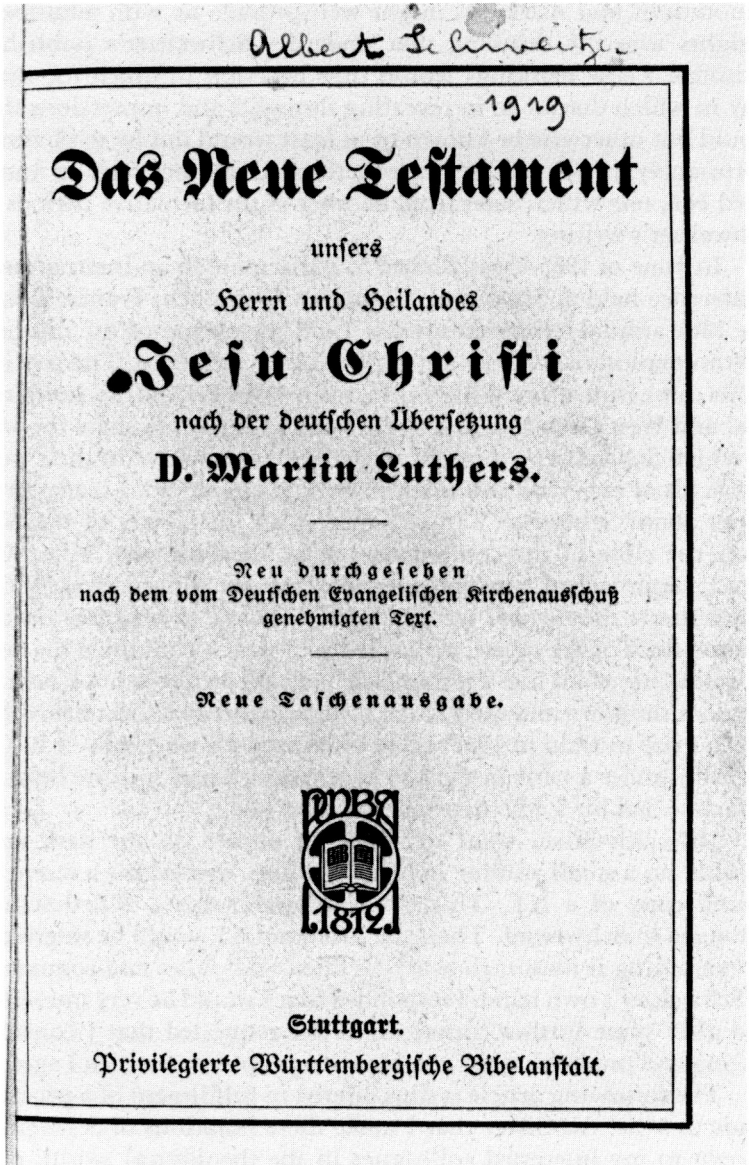 Albert Schweitzer
1919
Das Neue Testament
unsers
Herrn und Heilandes
Jesu Christi
nach der deutschen Übersetzung
D. Martin Luthers.
Neu durchgesehen
nach dem vom Deutschen Evangelischen Kirchenausschuß
genehmigten Text.
Neue Taschenausgabe.
PWBA
1812.
Stuttgart.
Privilegierte Württembergische Bibelanstalt.